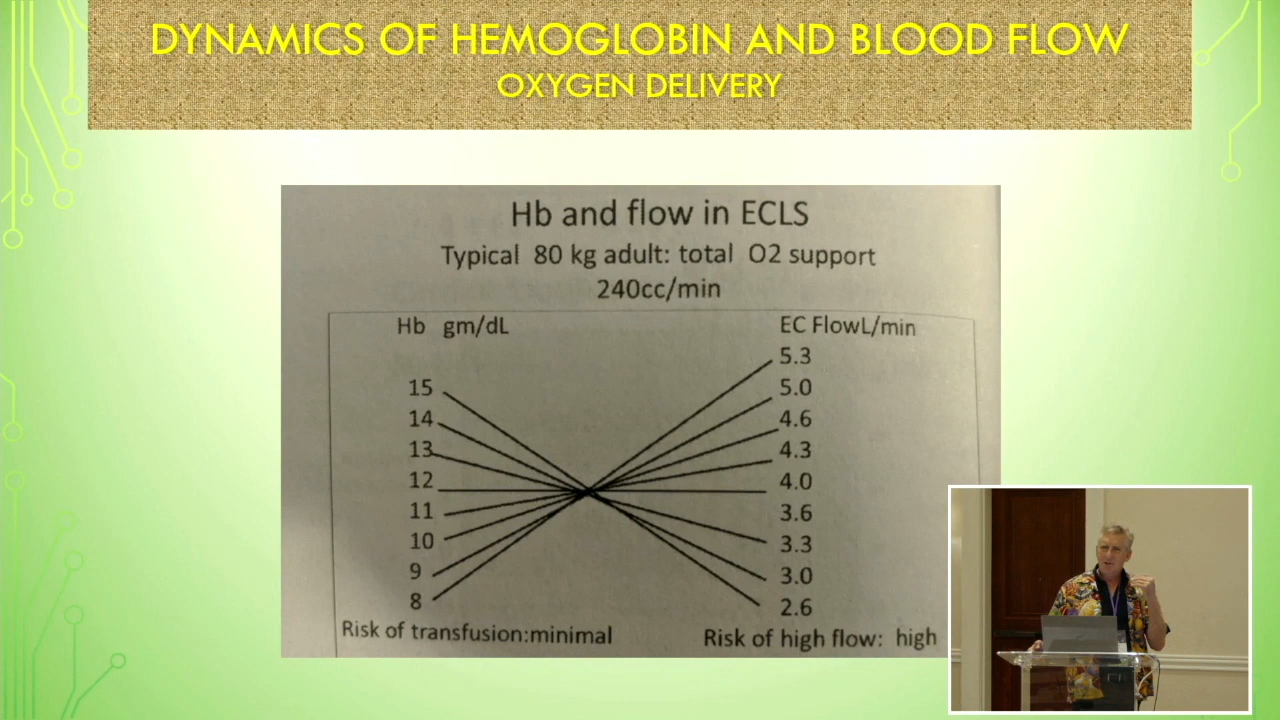 DYNAMICS OF HEMOGLOBIN AND BLOOD FLOW
OXYGEN DELIVERY
Hb and flow in ECLS
Typical 80 kg adult: total O2 support
240cc/min
Hb gm/dL
EC FlowL/min
5.3
15
5.0
14
4.6
13
4.3
12
4.0
11
3.6
10
3.3
9
3.0
8
2.6
Risk of transfusion:minimal
Risk of high flow: high